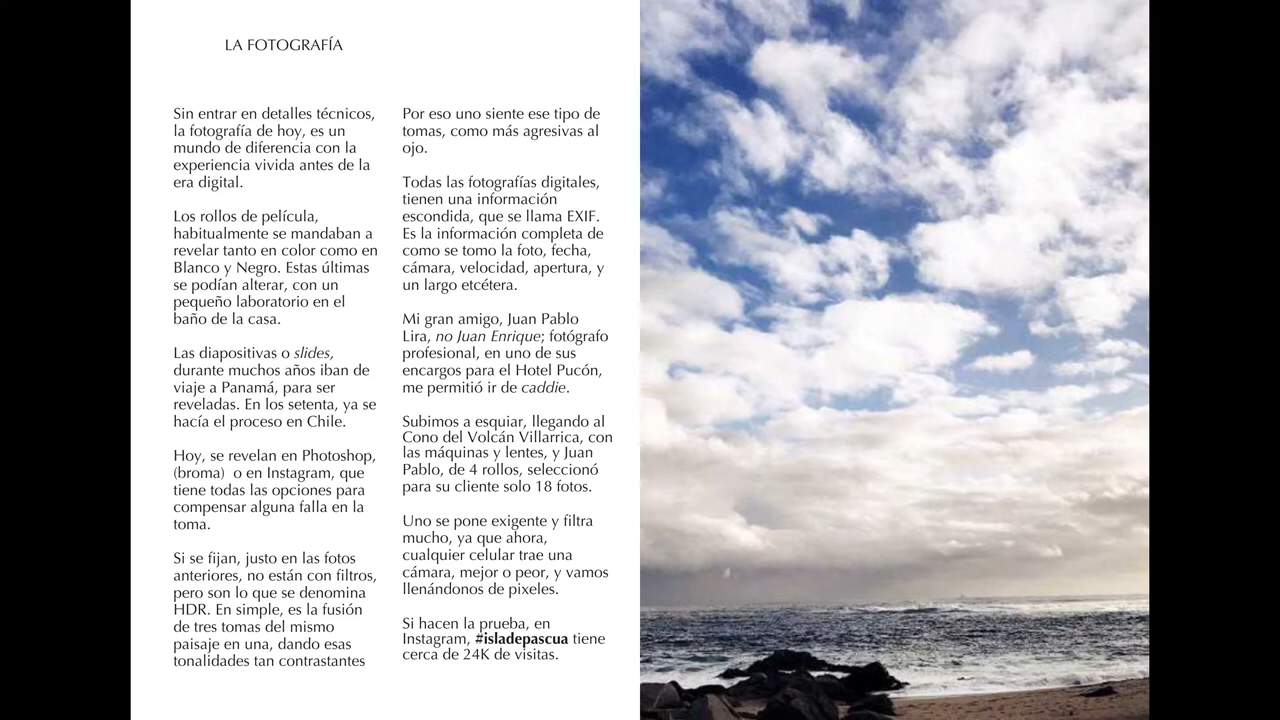 LA FOTOGRAFÍA
Sin entrar en detalles técnicos,
la fotografía de hoy, es un
mundo de diferencia con la
experiencia vivida antes de la
era digital.
Los rollos de película,
habitualmente se mandaban a
revelar tanto en color como en
Blanco y Negro. Estas últimas
se podían alterar, con un
pequeño laboratorio en el
baño de la casa.
Las diapositivas o slides,
durante muchos años iban de
viaje a Panamá, para ser
reveladas. En los setenta, ya se
hacía el proceso en Chile.
Hoy, se revelan en Photoshop,
(broma)  o en Instagram, que
tiene todas las opciones para
compensar alguna falla en la
toma.
Si se fijan, justo en las fotos
anteriores, no están con filtros,
pero son lo que se denomina
HDR. En simple, es la fusión
de tres tomas del mismo
paisaje en una, dando esas
tonalidades tan contrastantes
Por eso uno siente ese tipo de
tomas, como más agresivas al
ojo.
Todas las fotografías digitales,
tienen una información
escondida, que se llama EXIF.
Es la información completa de
como se tomo la foto, fecha,
cámara, velocidad, apertura, y
un largo etcétera.
Mi gran amigo, Juan Pablo
Lira, no Juan Enrique; fotógrafo
profesional, en uno de sus
encargos para el Hotel Pucón,
me permitió ir de caddie.
Subimos a esquiar, llegando al
Cono del Volcán Villarrica, con
las máquinas y lentes, y Juan
Pablo, de 4 rollos, seleccionó
para su cliente solo 18 fotos.
Uno se pone exigente y filtra
mucho, ya que ahora,
cualquier celular trae una
cámara, mejor o peor, y vamos
llenándonos de pixeles.
Si hacen la prueba, en
Instagram, #isladepascua tiene
cerca de 24K de visitas.